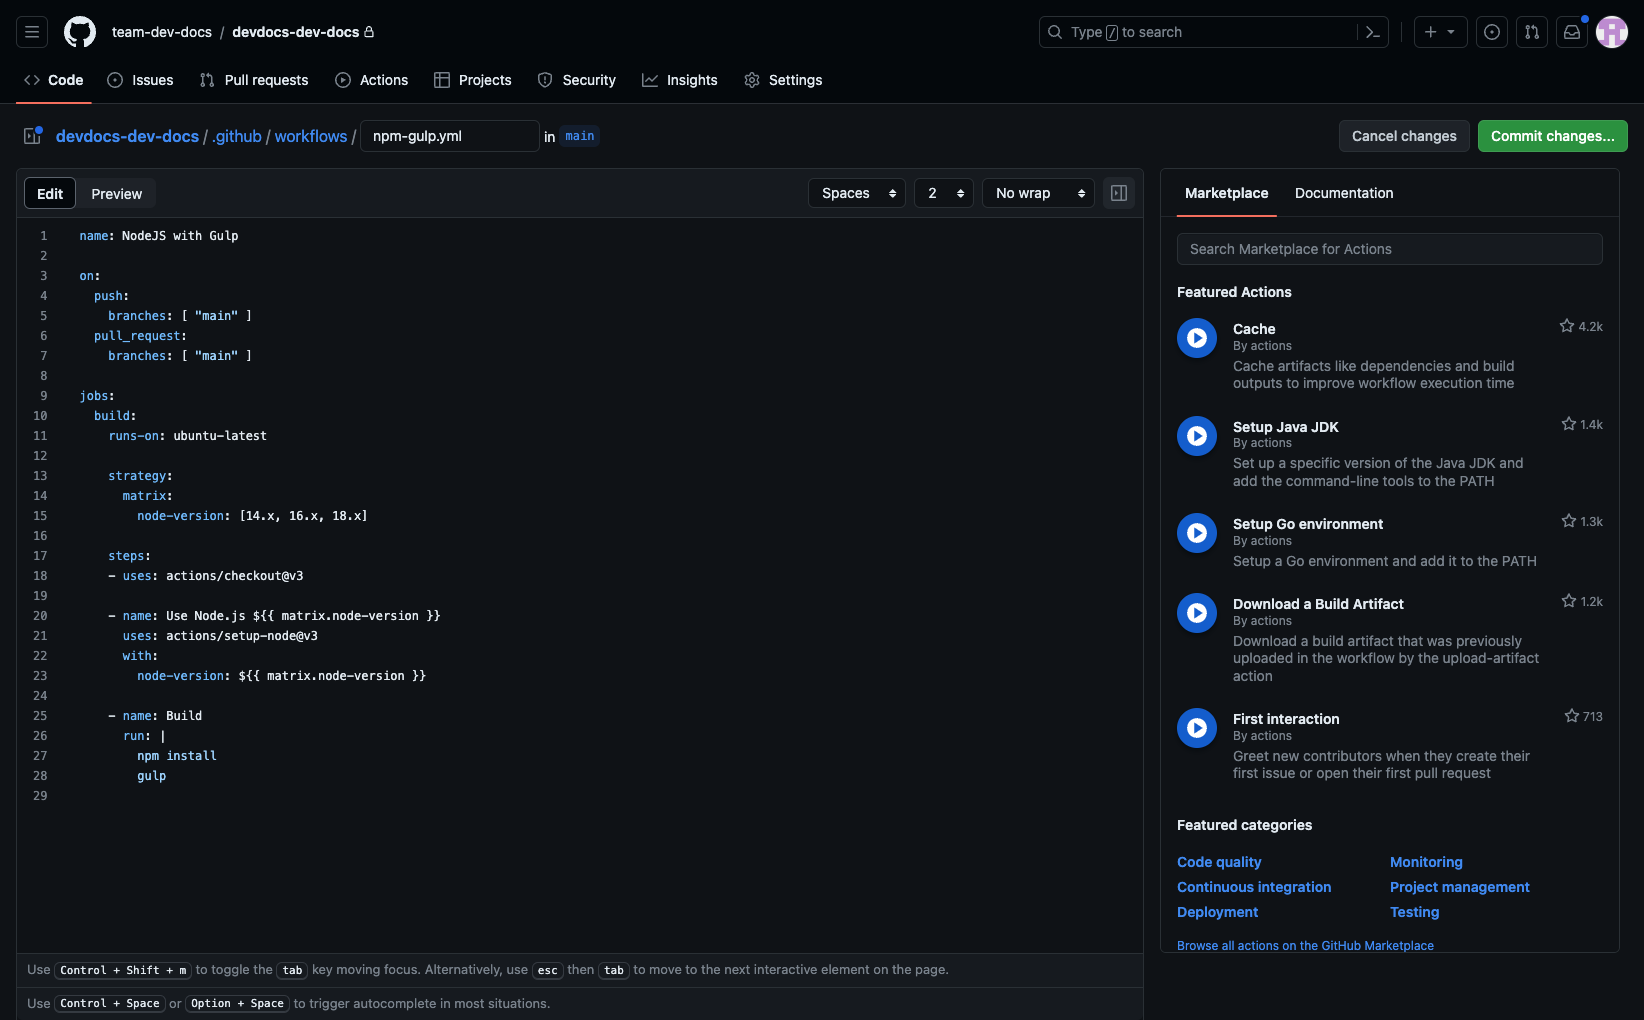 team-dev-docs / devdocs-dev-docs
Type / to search
Code Issues Pull requests Actions Projects Security Insights Settings
devdocs-dev-docs / .github / workflows / npm-gulp.yml in main
Cancel changes Commit changes...
Edit Preview Spaces 2 No wrap
1 name: NodeJS with Gulp
2
3 on:
4 push:
5 branches: [ "main" ]
6 pull_request:
7 branches: [ "main" ]
8
9 jobs:
10 build:
11 runs-on: ubuntu-latest
12
13 strategy:
14 matrix:
15 node-version: [14.x, 16.x, 18.x]
16
17 steps:
18 - uses: actions/checkout@v3
19
20 - name: Use Node.js ${{ matrix.node-version }}
21 uses: actions/setup-node@v3
22 with:
23 node-version: ${{ matrix.node-version }}
24
25 - name: Build
26 run: |
27 npm install
28 gulp
29
Use Control + Shift + m to toggle the tab key moving focus. Alternatively, use esc then tab to move to the next interactive element on the page.
Use Control + Space or Option + Space to trigger autocomplete in most situations.
Marketplace Documentation
Search Marketplace for Actions
Featured Actions
Cache 4.2k
By actions
Cache artifacts like dependencies and build
outputs to improve workflow execution time
Setup Java JDK 1.4k
By actions
Set up a specific version of the Java JDK and
add the command-line tools to the PATH
Setup Go environment 1.3k
By actions
Setup a Go environment and add it to the PATH
Download a Build Artifact 1.2k
By actions
Download a build artifact that was previously
uploaded in the workflow by the upload-artifact
action
First interaction 713
By actions
Greet new contributors when they create their
first issue or open their first pull request
Featured categories
Code quality Monitoring
Continuous integration Project management
Deployment Testing
Browse all actions on the GitHub Marketplace